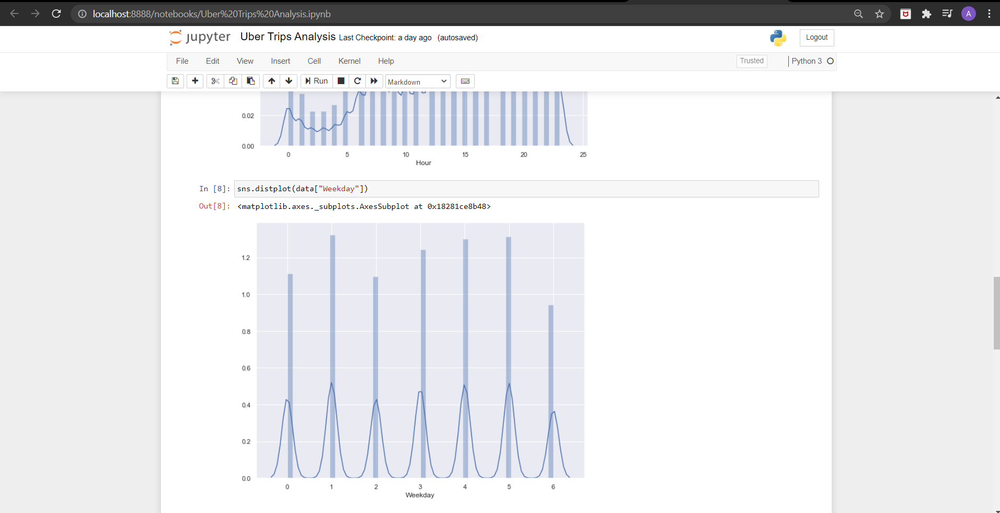 localhost:8888/notebooks/Uber%20Trips%20Analysis.ipynb
A
jupyter Uber Trips Analysis Last Checkpoint: a day ago (autosaved)
Logout
File Edit View Insert Cell Kernel Help
Trusted Python 3
Run Markdown
0.02
0.00
0 5 10 15 20 25
Hour
In [8]: sns.distplot(data["Weekday"])
Out[8]: <matplotlib.axes._subplots.AxesSubplot at 0x18281ce8b48>
1.2
1.0
0.8
0.6
0.4
0.2
0.0
0 1 2 3 4 5 6
Weekday